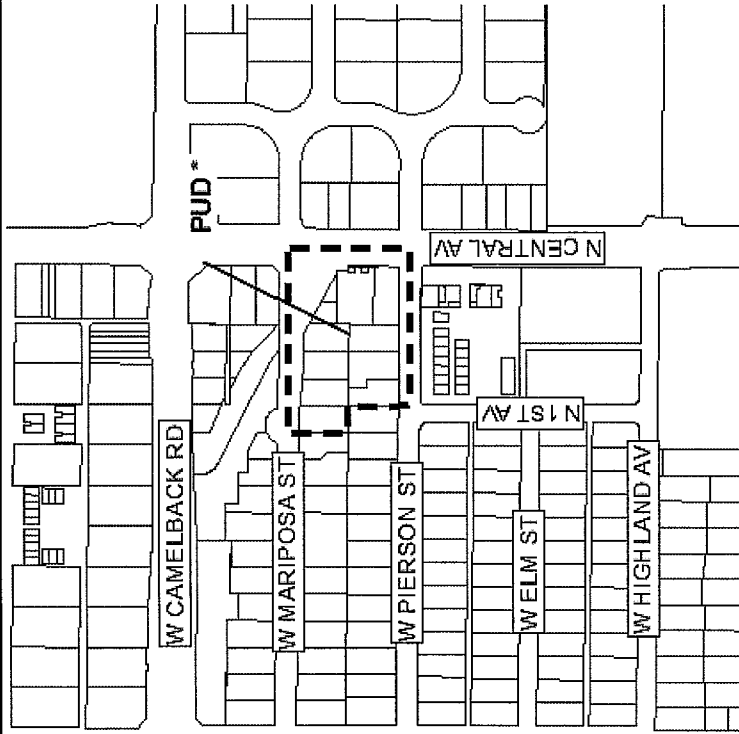 PUD *
N CENTRAL AV
N 1ST AV
W CAMELBACK RD
W MARIPOSA ST
W PIERSON ST
W ELM ST
W HIGHLAND AV